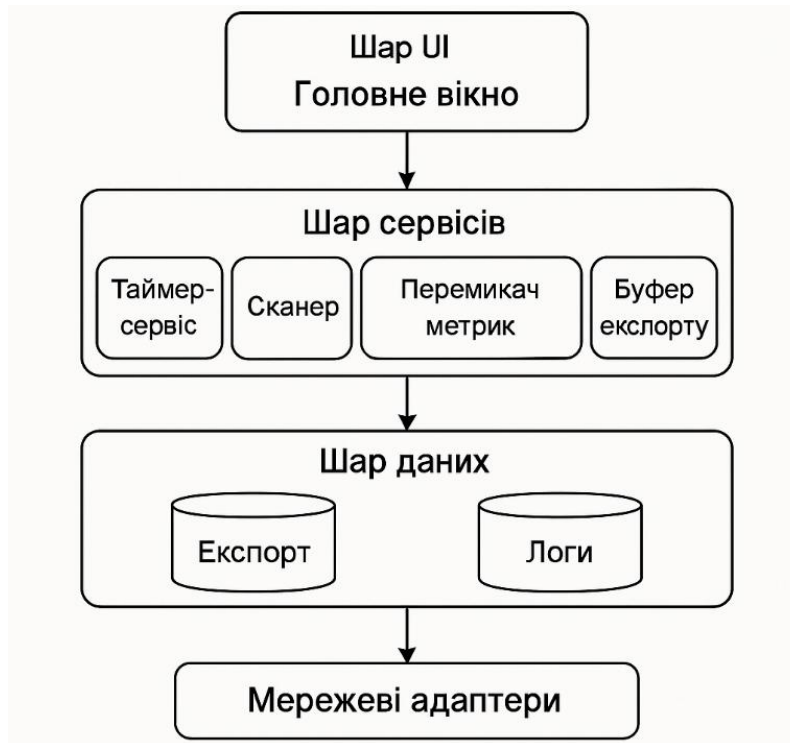 Шар UI
Головне вікно
Шар сервісів
Таймер-
сервіс
Сканер
Перемикач
метрик
Буфер
екслорту
Шар даних
Експорт
Логи
Мережеві адаптери